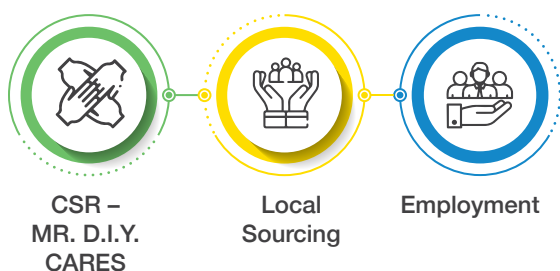 CSR –
MR. D.I.Y.
CARES
Local
Sourcing
Employment